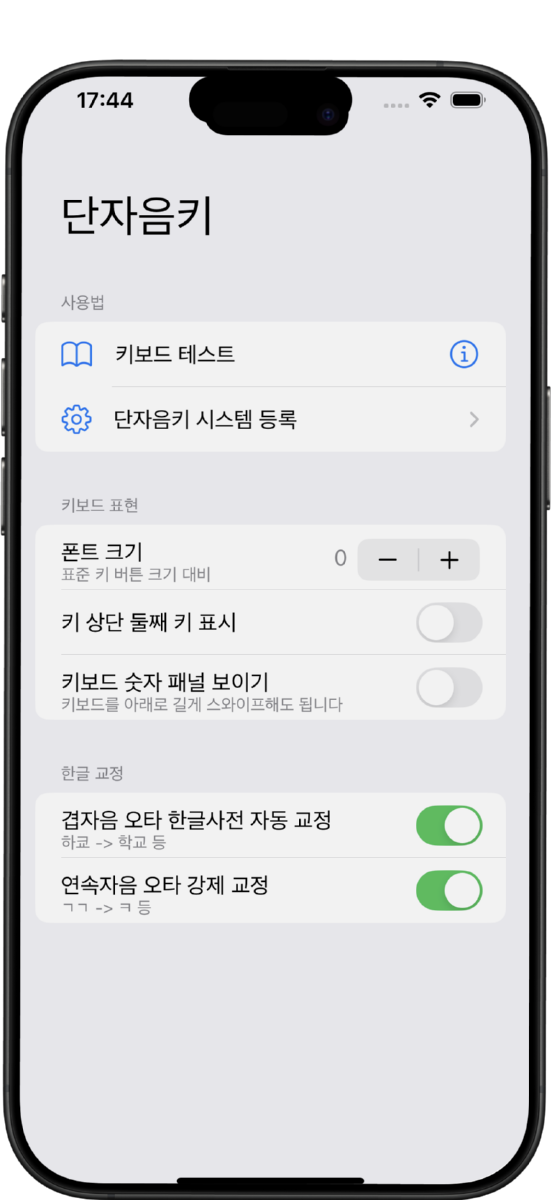 17:44
단자음키
사용법
키보드 테스트
단자음키 시스템 등록
키보드 표현
폰트 크기
표준 키 버튼 크기 대비
0
키 상단 둘째 키 표시
키보드 숫자 패널 보이기
키보드를 아래로 길게 스와이프해도 됩니다
한글 교정
겹자음 오타 한글사전 자동 교정
하쿄 -> 학교 등
연속자음 오타 강제 교정
ㄱㄱ -> ㅋ 등